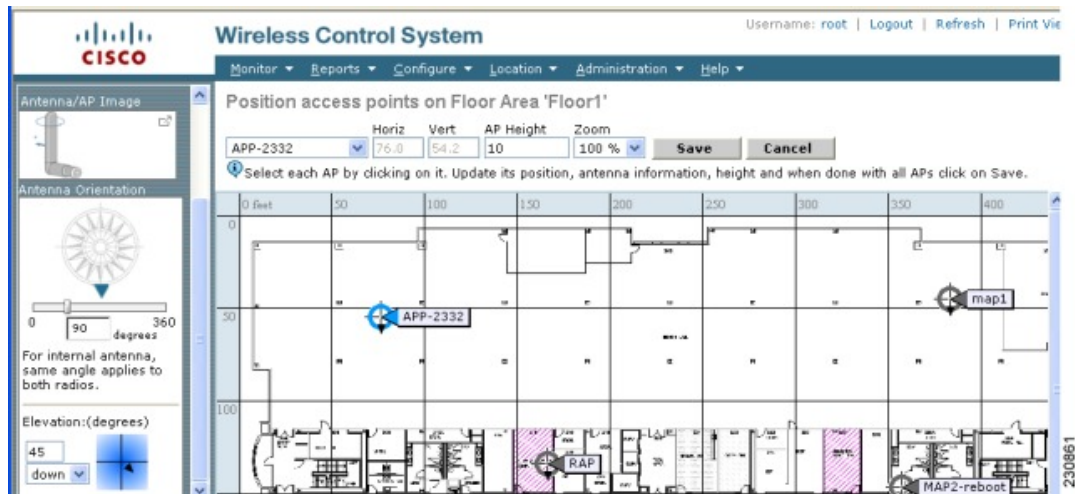 CISCO
Wireless Control System
Username: root | Logout | Refresh | Print Vie
Monitor Reports Configure Location Administration Help
Antenna/AP Image
Antenna Orientation
0 90 360
degrees
For internal antenna,
same angle applies to
both radios.
Elevation:(degrees)
45
down
Position access points on Floor Area 'Floor1'
Horiz Vert AP Height Zoom
APP-2332 76.0 54.2 10 100 % Save Cancel
Select each AP by clicking on it. Update its position, antenna information, height and when done with all APs click on Save.
0 feet 50 100 150 200 250 300 350 400
0
50
100
APP-2332
map1
RAP
MAP2-reboot
230861